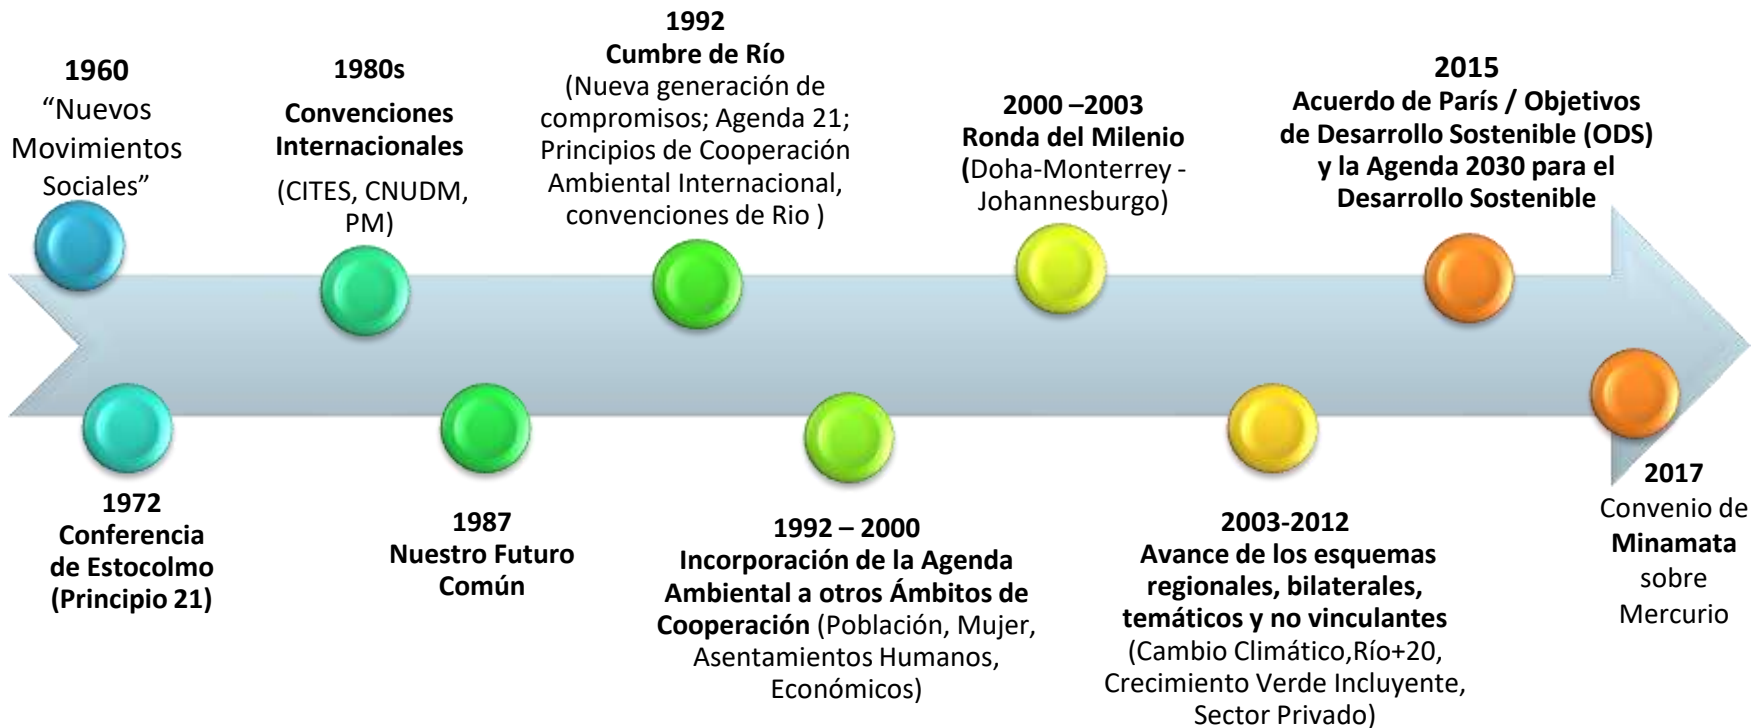 1960
“Nuevos
Movimientos
Sociales”
1972
Conferencia
de Estocolmo
(Principio 21)
1980s
Convenciones
Internacionales
(CITES, CNUDM,
PM)
1987
Nuestro Futuro
Común
1992
Cumbre de Río
(Nueva generación de
compromisos; Agenda 21;
Principios de Cooperación
Ambiental Internacional,
convenciones de Rio )
1992 – 2000
Incorporación de la Agenda
Ambiental a otros Ámbitos de
Cooperación (Población, Mujer,
Asentamientos Humanos,
Económicos)
2000 –2003
Ronda del Milenio
(Doha-Monterrey -
Johannesburgo)
2003-2012
Avance de los esquemas
regionales, bilaterales,
temáticos y no vinculantes
(Cambio Climático,Río+20,
Crecimiento Verde Incluyente,
Sector Privado)
2015
Acuerdo de París / Objetivos
de Desarrollo Sostenible (ODS)
y la Agenda 2030 para el
Desarrollo Sostenible
2017
Convenio de
Minamata
sobre
Mercurio